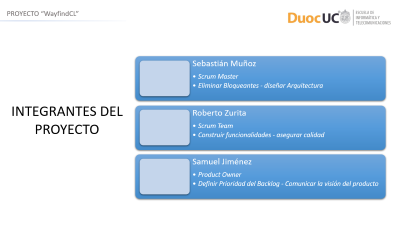 PROYECTO "WayfindCL"
DuocUC
ESCUELA DE
INFORMÁTICA Y
TELECOMUNICACIONES
INTEGRANTES DEL
PROYECTO
Sebastián Muñoz
• Scrum Master
• Eliminar Bloqueantes - diseñar Arquitectura
Roberto Zurita
• Scrum Team
• Construir funcionalidades - asegurar calidad
Samuel Jiménez
• Product Owner
• Definir Prioridad del Backlog - Comunicar la visión del producto